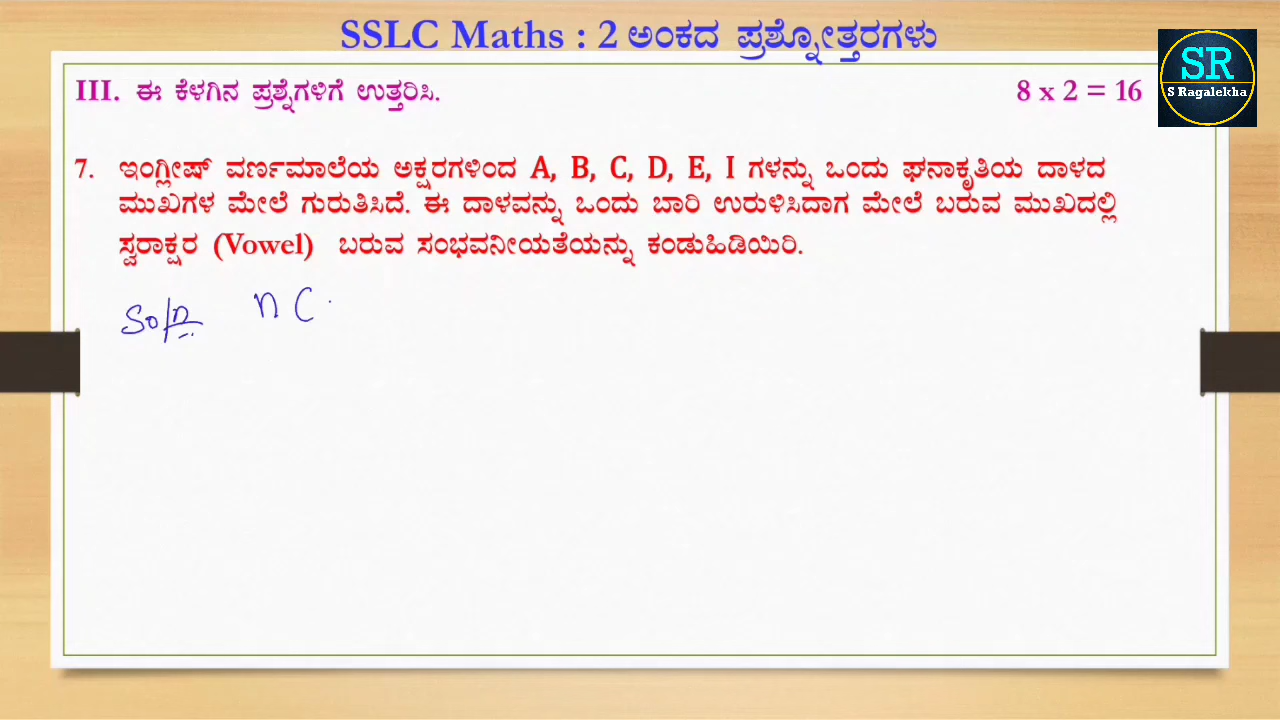 SSLC Maths : 2 ಅಂಕದ ಪ್ರಶ್ನೋತ್ತರಗಳು
SR
S Ragalekha
III. ಈ ಕೆಳಗಿನ ಪ್ರಶ್ನೆಗಳಿಗೆ ಉತ್ತರಿಸಿ. 8 x 2 = 16
7. ಇಂಗ್ಲೀಷ್ ವರ್ಣಮಾಲೆಯ ಅಕ್ಷರಗಳಿಂದ A, B, C, D, E, I ಗಳನ್ನು ಒಂದು ಘನಾಕೃತಿಯ ದಾಳದ
ಮುಖಗಳ ಮೇಲೆ ಗುರುತಿಸಿದೆ. ಈ ದಾಳವನ್ನು ಒಂದು ಬಾರಿ ಉರುಳಿಸಿದಾಗ ಮೇಲೆ ಬರುವ ಮುಖದಲ್ಲಿ
ಸ್ವರಾಕ್ಷರ (Vowel) ಬರುವ ಸಂಭವನೀಯತೆಯನ್ನು ಕಂಡುಹಿಡಿಯಿರಿ.
Soln n(